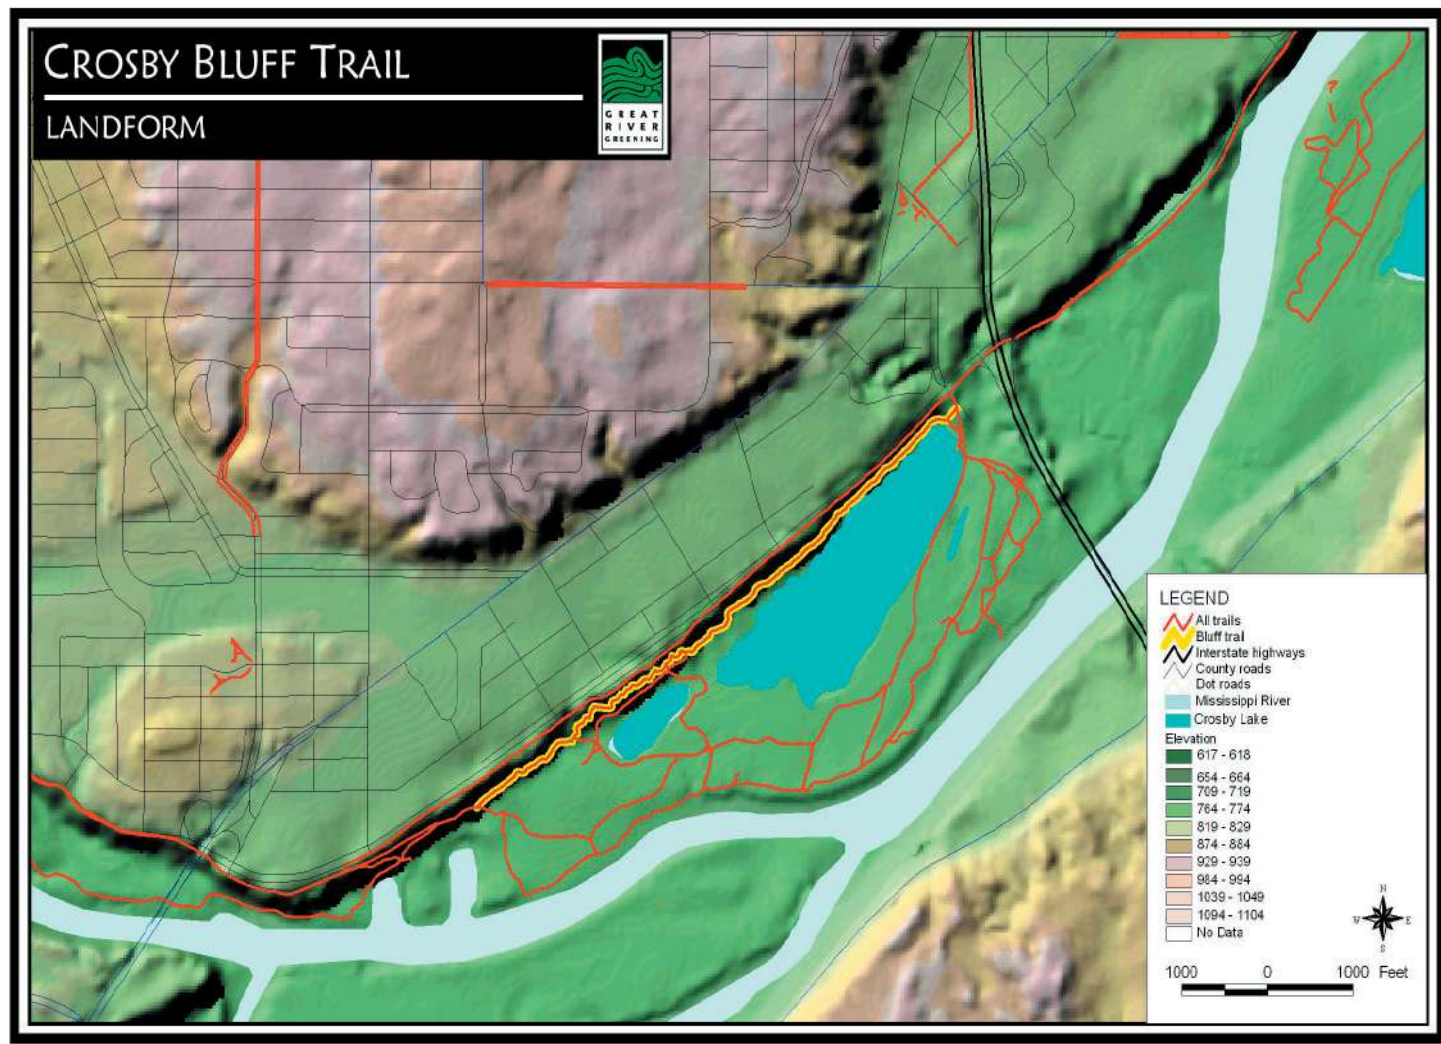 CROSBY BLUFF TRAIL
LANDFORM
GREAT
RIVER
GREENING
A
LEGEND
All trails
Bluff trail
Interstate highways
County roads
Dot roads
Mississippi River
Crosby Lake
Elevation
617 - 618
654 - 664
709 - 719
764 - 774
819 - 829
874 - 884
929 - 939
984 - 994
1039 - 1049
1094 - 1104
No Data
N
W E
S
1000 0 1000 Feet